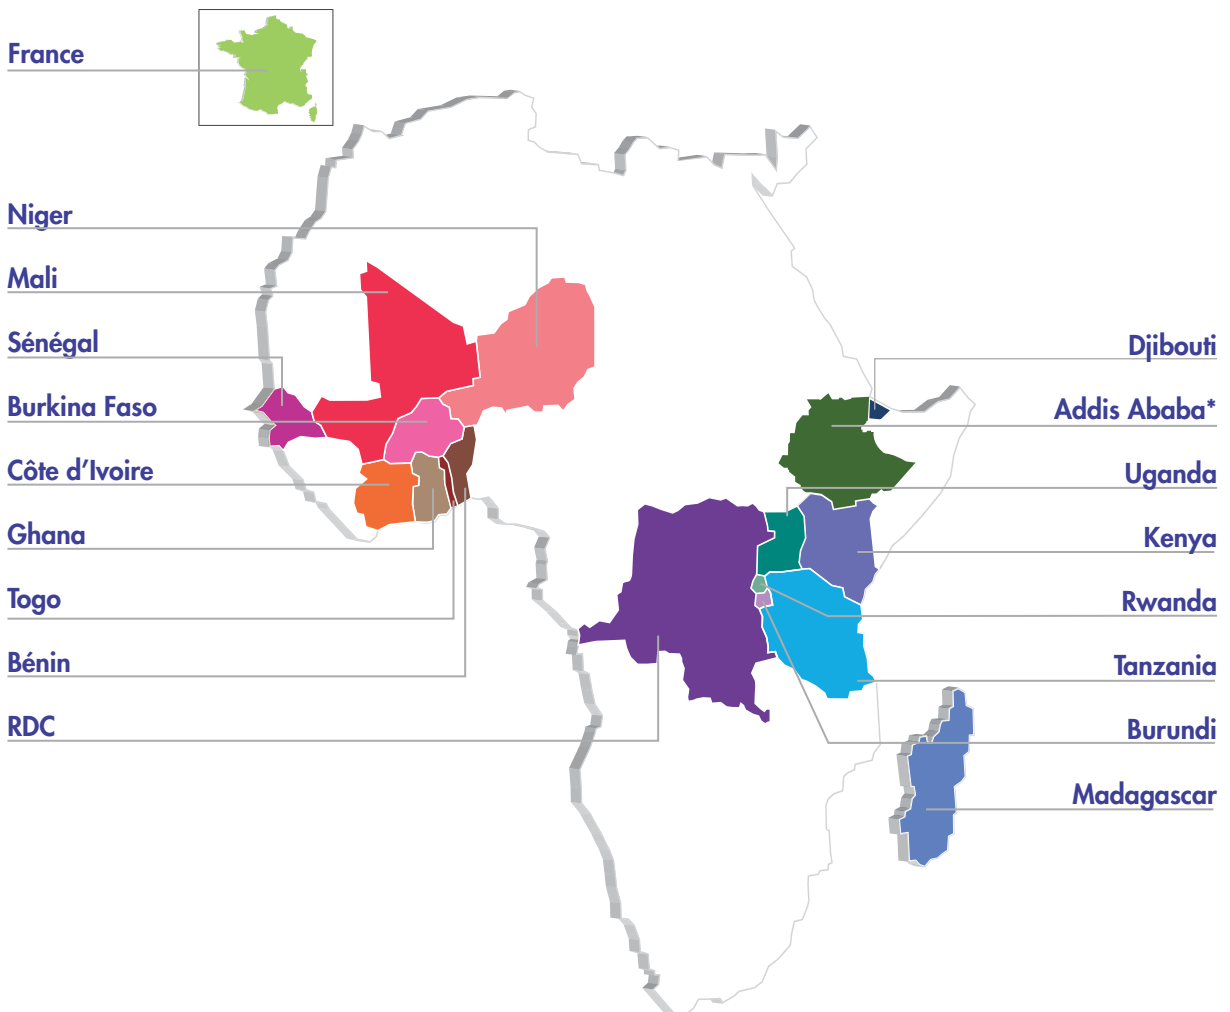 France
Niger
Mali
Sénégal
Burkina Faso
Côte d'Ivoire
Ghana
Togo
Bénin
RDC
Djibouti
Addis Ababa*
Uganda
Kenya
Rwanda
Tanzania
Burundi
Madagascar